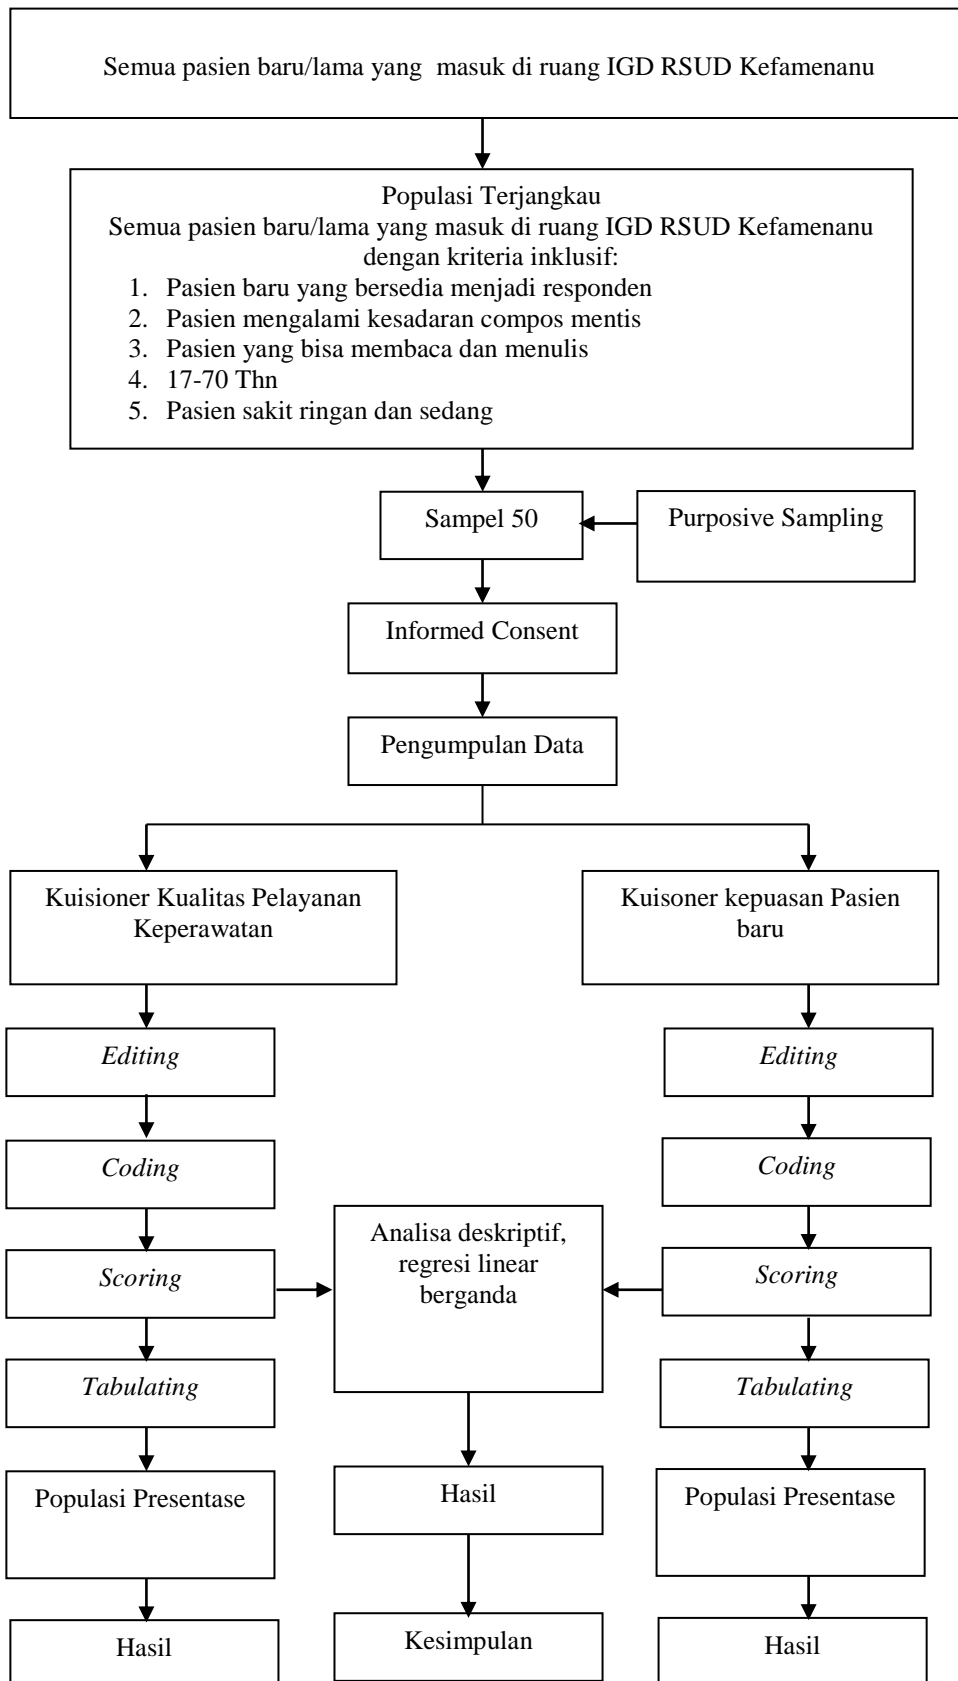 Semua pasien baru/lama yang masuk di ruang IGD RSUD Kefamenanu
Populasi Terjangkau
Semua pasien baru/lama yang masuk di ruang IGD RSUD Kefamenanu
dengan kriteria inklusif:
1. Pasien baru yang bersedia menjadi responden
2. Pasien mengalami kesadaran compos mentis
3. Pasien yang bisa membaca dan menulis
4. 17-70 Thn
5. Pasien sakit ringan dan sedang
Sampel 50
Purposive Sampling
Informed Consent
Pengumpulan Data
Kuisioner Kualitas Pelayanan
Keperawatan
Kuisoner kepuasan Pasien
baru
Editing
Editing
Coding
Coding
Analisa deskriptif,
regresi linear
berganda
Scoring
Scoring
Tabulating
Tabulating
Populasi Presentase
Hasil
Populasi Presentase
Hasil
Kesimpulan
Hasil